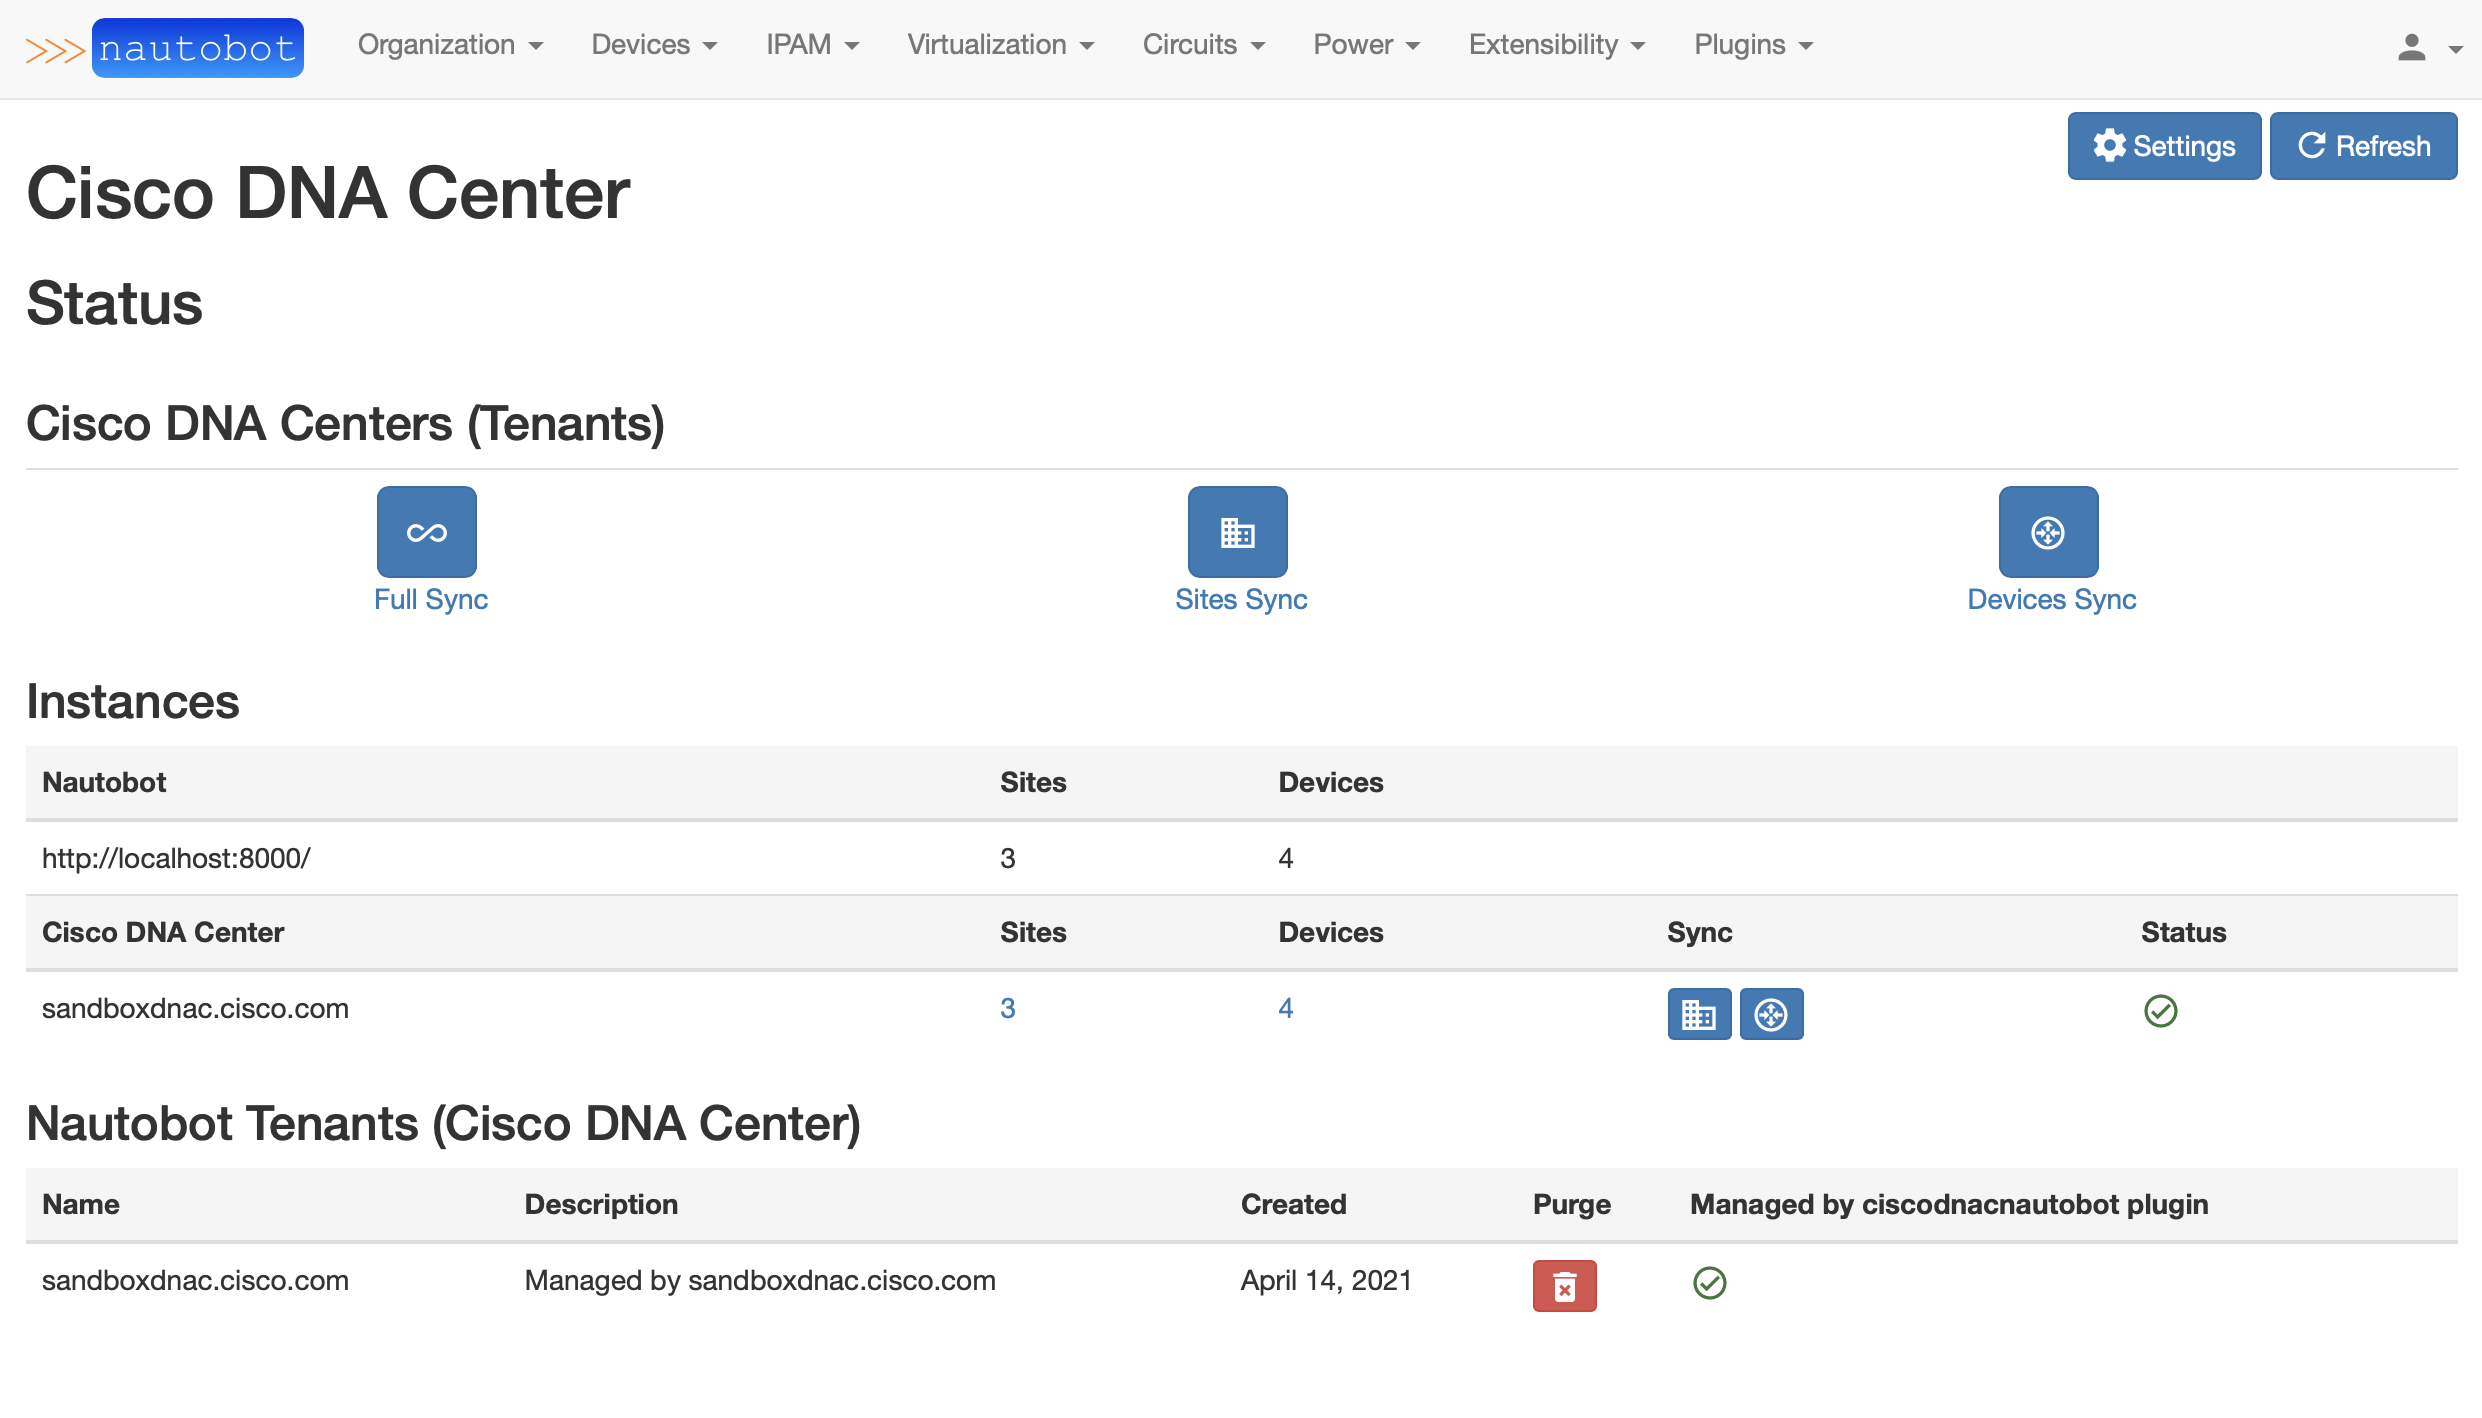 nautobot Organization Devices IPAM Virtualization Circuits Power Extensibility Plugins
Settings Refresh
Cisco DNA Center
Status
Cisco DNA Centers (Tenants)
Full Sync Sites Sync Devices Sync
Instances
Nautobot Sites Devices
http://localhost:8000/ 3 4
Cisco DNA Center Sites Devices Sync Status
sandboxdnac.cisco.com 3 4
Nautobot Tenants (Cisco DNA Center)
Name Description Created Purge Managed by ciscodnacnautobot plugin
sandboxdnac.cisco.com Managed by sandboxdnac.cisco.com April 14, 2021